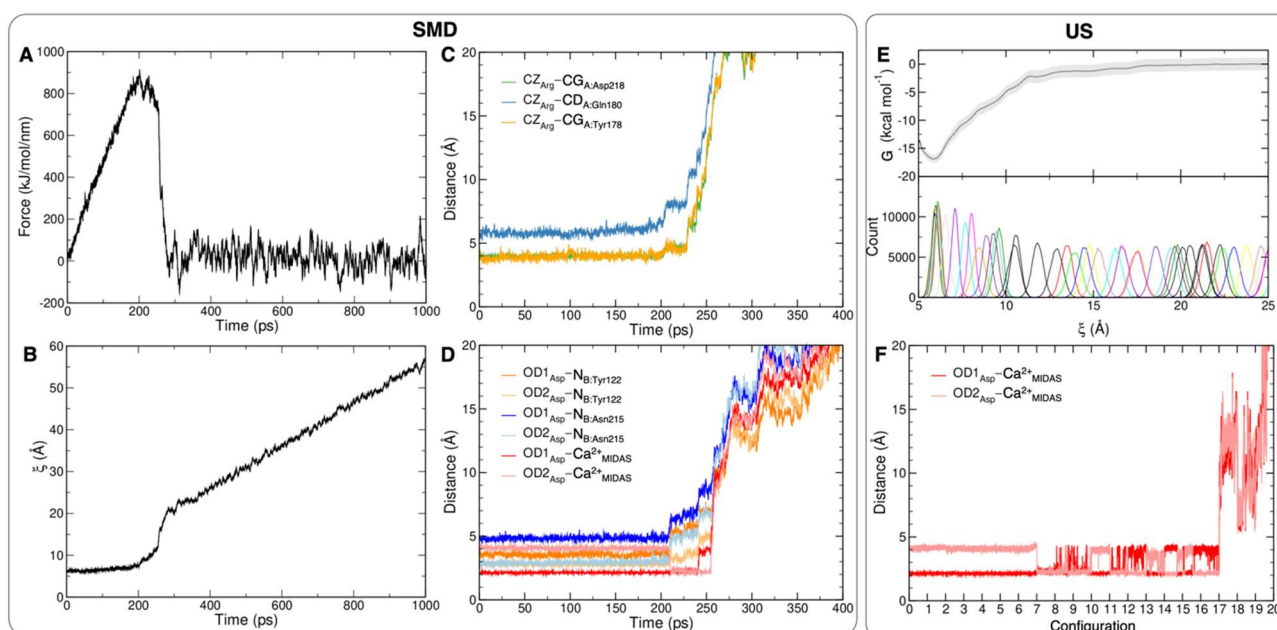 SMD
A
1000
800
600
400
200
0
-200
Force (kJ/mol/nm)
0 200 400 600 800 1000
Time (ps)
B
60
50
40
30
20
10
0
ξ (Å)
0 200 400 600 800 1000
Time (ps)
C
20
15
10
5
0
Distance (Å)
CZArg–CGA:Asp218
CZArg–CDA:Gln180
CZArg–CGA:Tyr178
0 50 100 150 200 250 300 350 400
Time (ps)
D
20
15
10
5
0
Distance (Å)
OD1Asp–NB:Tyr122
OD2Asp–NB:Tyr122
OD1Asp–NB:Asn215
OD2Asp–NB:Asn215
OD1Asp–Ca2+MIDAS
OD2Asp–Ca2+MIDAS
0 50 100 150 200 250 300 350 400
Time (ps)
US
E
0
-5
-10
-15
-20
G (kcal mol-1)
10000
5000
0
Count
5 10 15 20 25
ξ (Å)
F
20
15
10
5
0
Distance (Å)
OD1Asp–Ca2+MIDAS
OD2Asp–Ca2+MIDAS
0 1 2 3 4 5 6 7 8 9 10 11 12 13 14 15 16 17 18 19 20
Configuration